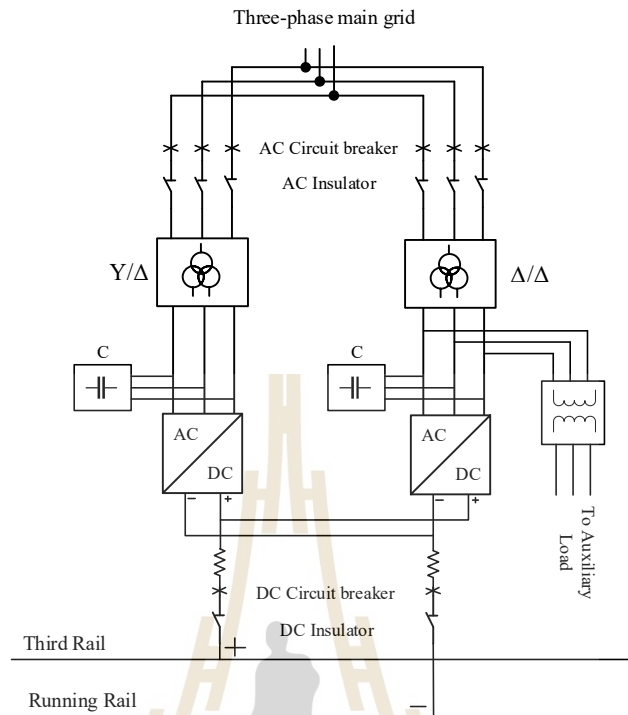 Three-phase main grid
AC Circuit breaker
AC Insulator
Y/Δ
Δ/Δ
C
C
AC
DC
AC
DC
− +
− +
To Auxiliary
Load
DC Circuit breaker
DC Insulator
Third Rail
+
Running Rail
−